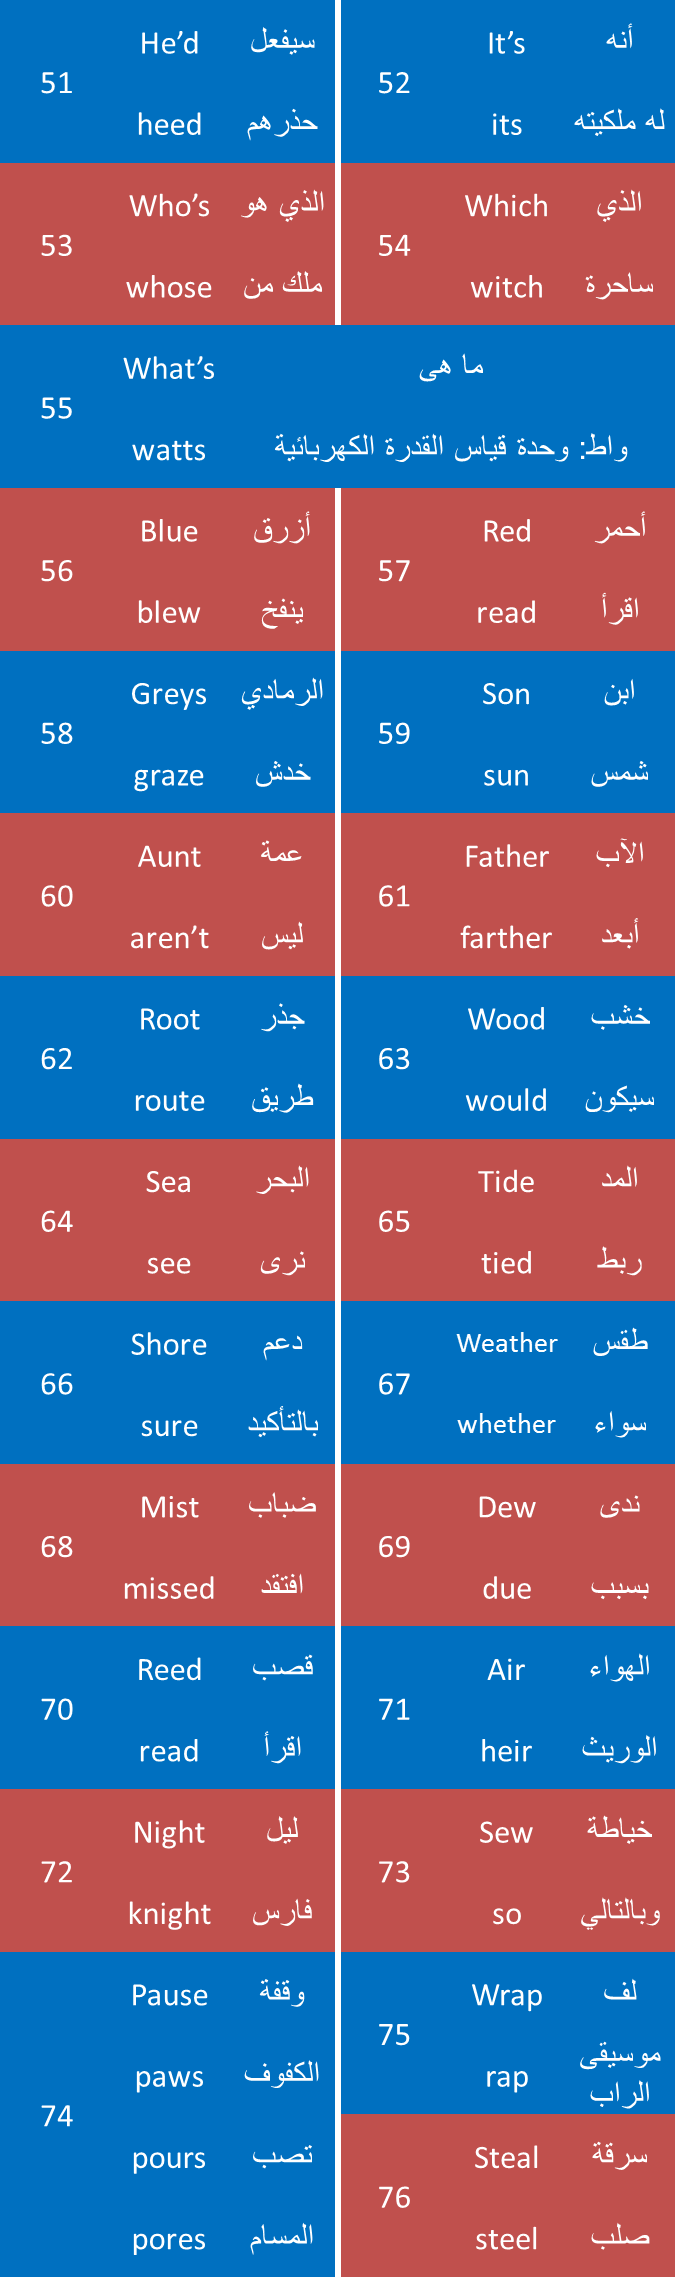 51
He’d سيفعل
heed حذرهم
52
It’s أنه
its له ملكيته
53
Who’s الذي هو
whose ملك من
54
Which الذي
witch ساحرة
55
What’s ما هى
watts واط: وحدة قياس القدرة الكهربائية
56
Blue أزرق
blew ينفخ
57
Red أحمر
read اقرأ
58
Greys الرمادي
graze خدش
59
Son ابن
sun شمس
60
Aunt عمة
aren’t ليس
61
Father الآب
farther أبعد
62
Root جذر
route طريق
63
Wood خشب
would سيكون
64
Sea البحر
see نرى
65
Tide المد
tied ربط
66
Shore دعم
sure بالتأكيد
67
Weather طقس
whether سواء
68
Mist ضباب
missed افتقد
69
Dew ندى
due بسبب
70
Reed قصب
read اقرأ
71
Air الهواء
heir الوريث
72
Night ليل
knight فارس
73
Sew خياطة
so وبالتالي
74
Pause وقفة
paws الكفوف
pours تصب
pores المسام
75
Wrap لف
rap موسيقى
الراب
76
Steal سرقة
steel صلب